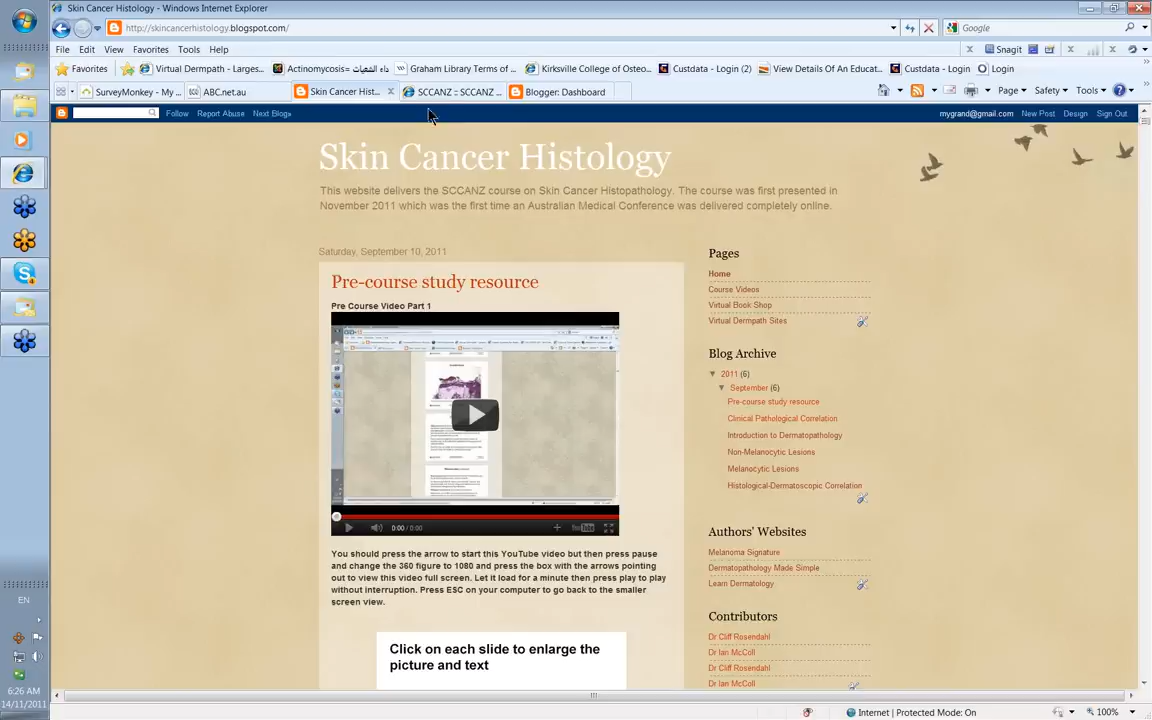 Skin Cancer Histology - Windows Internet Explorer
http://skincancerhistology.blogspot.com/
Google
File Edit View Favorites Tools Help
Snagit
Favorites Virtual Dermpath - Larges... Actinomycosis= داء الشعيات Graham Library Terms of ... Kirksville College of Osteo... Custdata - Login (2) View Details Of An Educat... Custdata - Login Login
SurveyMonkey - My ... ABC.net.au Skin Cancer Hist... SCCANZ :: SCCANZ ... Blogger: Dashboard
Page Safety Tools
Follow Report Abuse Next Blog» mygrand@gmail.com New Post Design Sign Out
Skin Cancer Histology
This website delivers the SCCANZ course on Skin Cancer Histopathology. The course was first presented in
November 2011 which was the first time an Australian Medical Conference was delivered completely online.
Saturday, September 10, 2011
Pre-course study resource
Pre Course Video Part 1
0:00 / 0:00
You
You should press the arrow to start this YouTube video but then press pause
and change the 360 figure to 1080 and press the box with the arrows pointing
out to view this video full screen. Let it load for a minute then press play to play
without interruption. Press ESC on your computer to go back to the smaller
screen view.
Click on each slide to enlarge the
picture and text
Pages
Home
Course Videos
Virtual Book Shop
Virtual Dermpath Sites
Blog Archive
▼ 2011 (6)
▼ September (6)
Pre-course study resource
Clinical Pathological Correlation
Introduction to Dermatopathology
Non-Melanocytic Lesions
Melanocytic Lesions
Histological-Dermatoscopic Correlation
Authors' Websites
Melanoma Signature
Dermatopathology Made Simple
Learn Dermatology
Contributors
Dr Cliff Rosendahl
Dr Ian McColl
Dr Cliff Rosendahl
Dr Ian McColl
EN
6:26 AM
14/11/2011
Internet | Protected Mode: On
100%